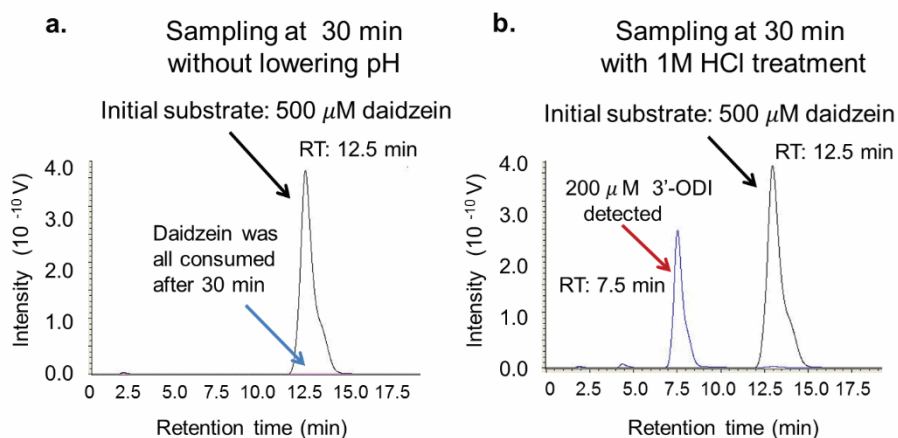 a.
Sampling at 30 min
without lowering pH
Initial substrate: 500 μM daidzein
RT: 12.5 min
Daidzein was
all consumed
after 30 min
Intensity (10 ⁻¹⁰ V)
4.0
3.0
2.0
1.0
0.0
0 2.5 5.0 7.5 10.0 12.5 15.0 17.5
Retention time (min)
b.
Sampling at 30 min
with 1M HCl treatment
Initial substrate: 500 μM daidzein
RT: 12.5 min
200 μ M 3'-ODI
detected
RT: 7.5 min
Intensity (10 ⁻¹⁰ V)
4.0
3.0
2.0
1.0
0.0
0 2.5 5.0 7.5 10.0 12.5 15.0 17.5
Retention time (min)